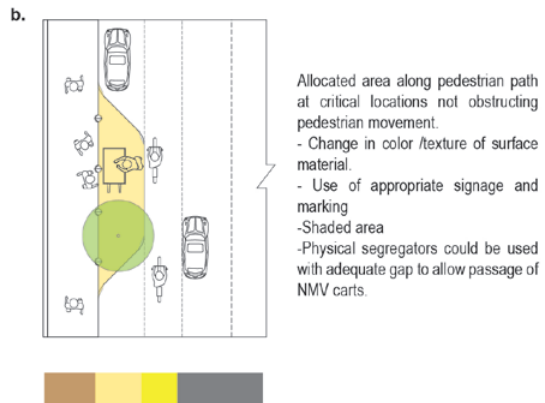 b.
Allocated area along pedestrian path
at critical locations not obstructing
pedestrian movement.
- Change in color /texture of surface
material.
- Use of appropriate signage and
marking
-Shaded area
-Physical segregators could be used
with adequate gap to allow passage of
NMV carts.